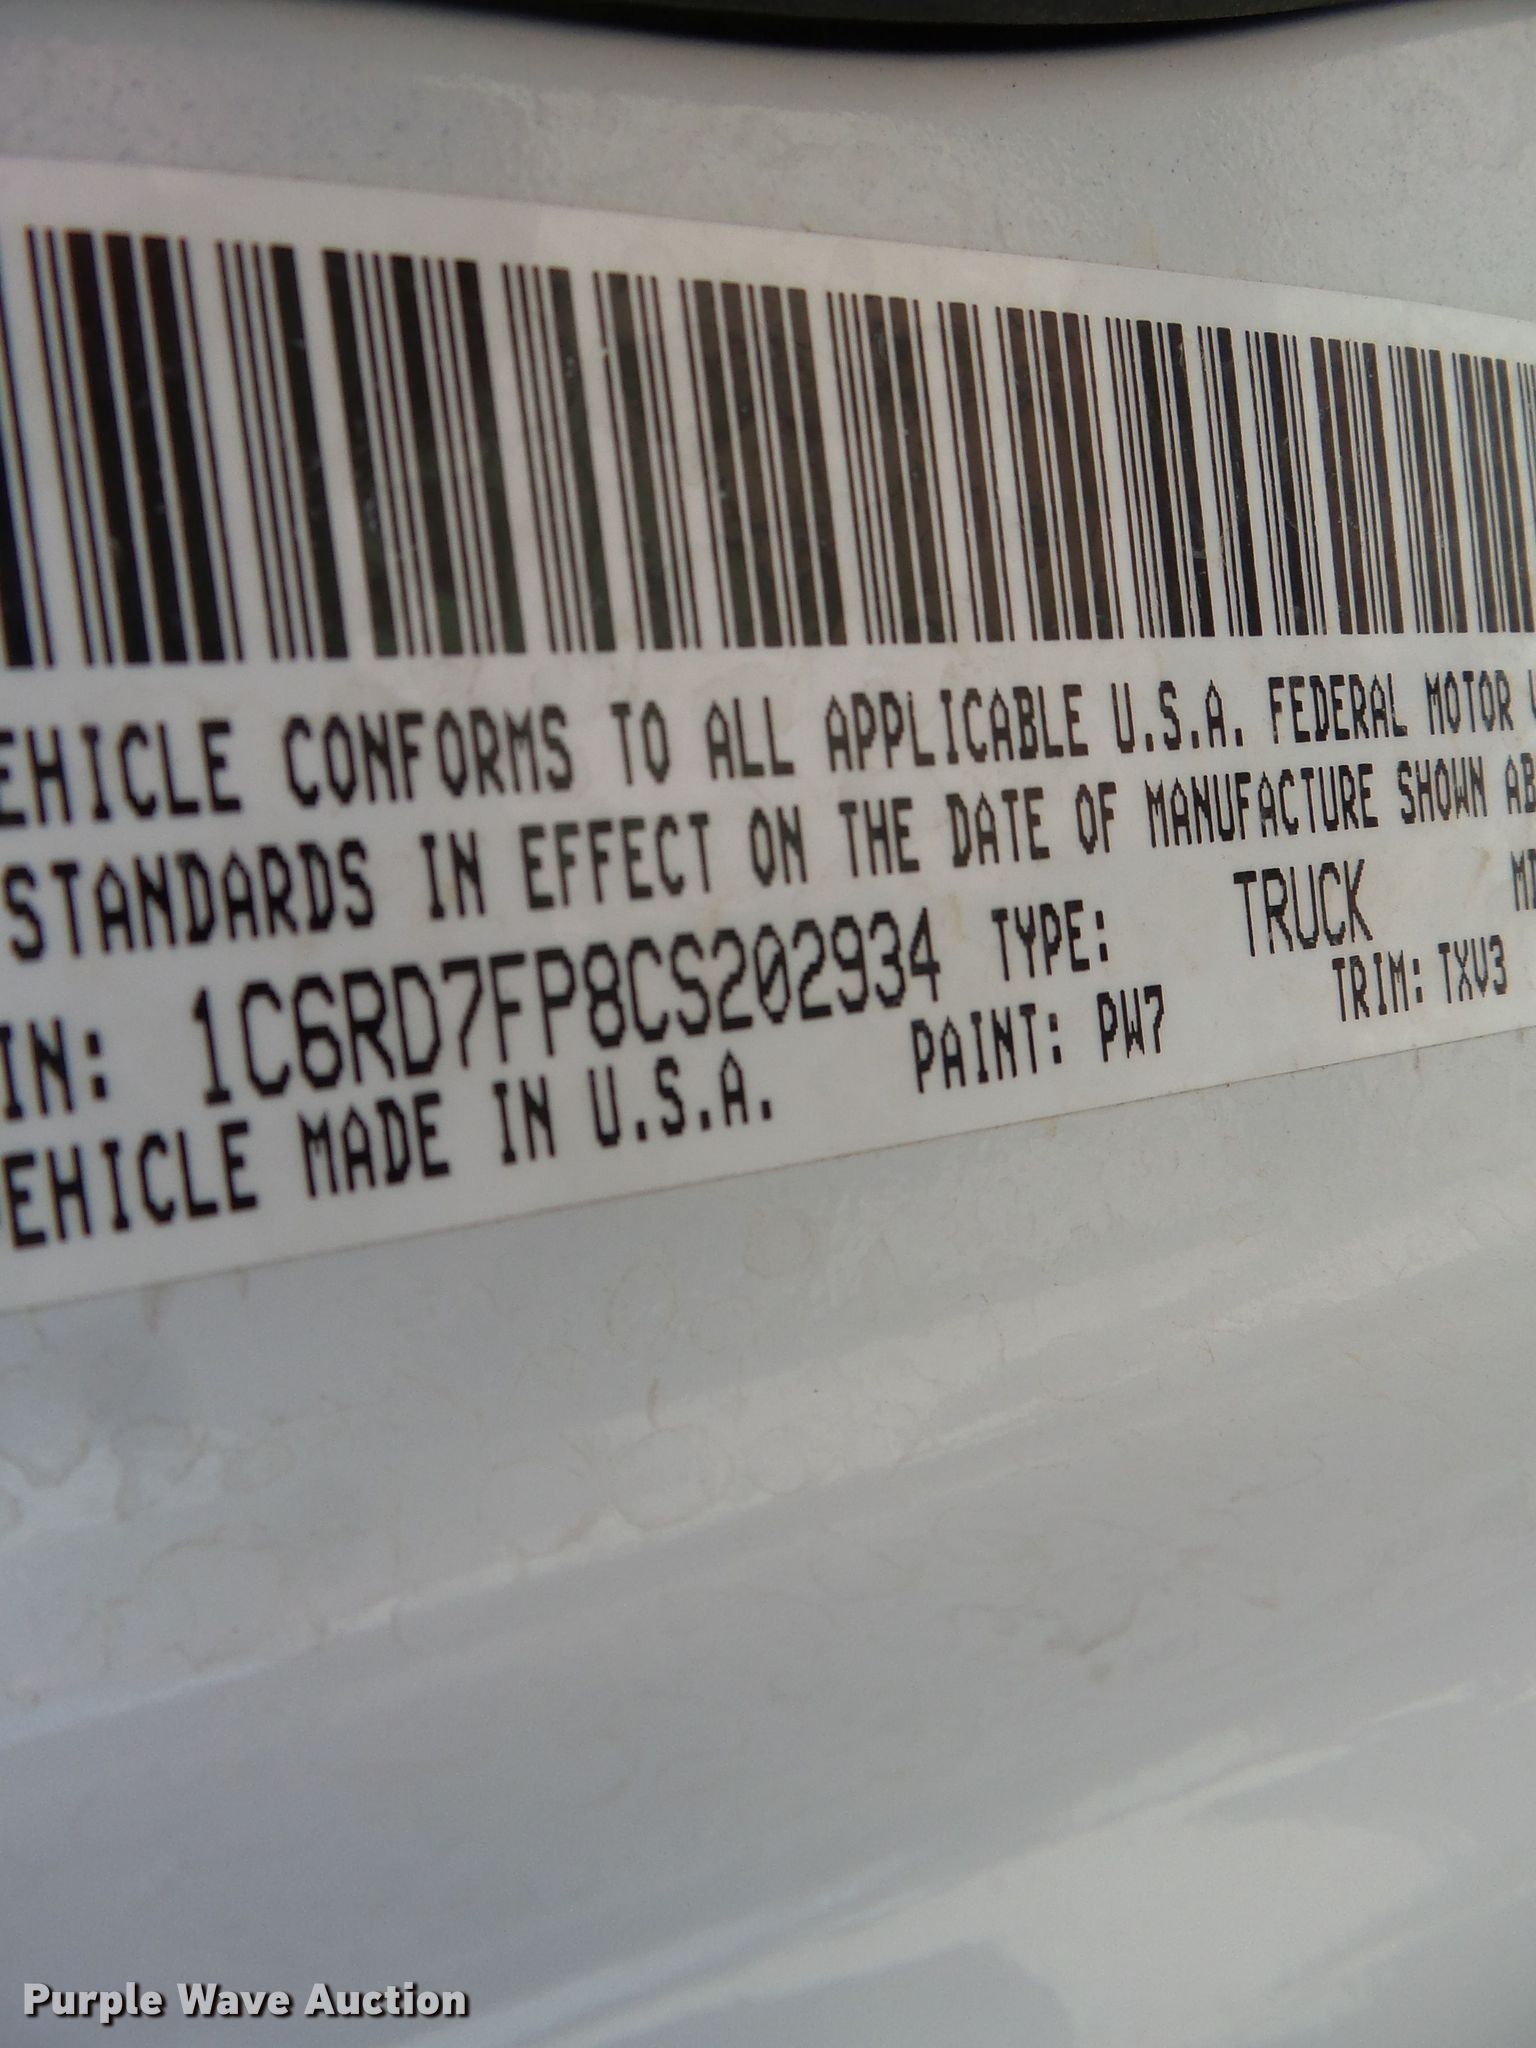 EHICLE CONFORMS TO ALL APPLICABLE U.S.A. FEDERAL MOTOR
STANDARDS IN EFFECT ON THE DATE OF MANUFACTURE SHOWN AB
IN: 1C6RD7FP8CS202934 TYPE: TRUCK
EHICLE MADE IN U.S.A. PAINT: PW7 TRIM: TXV3
Purple Wave Auction